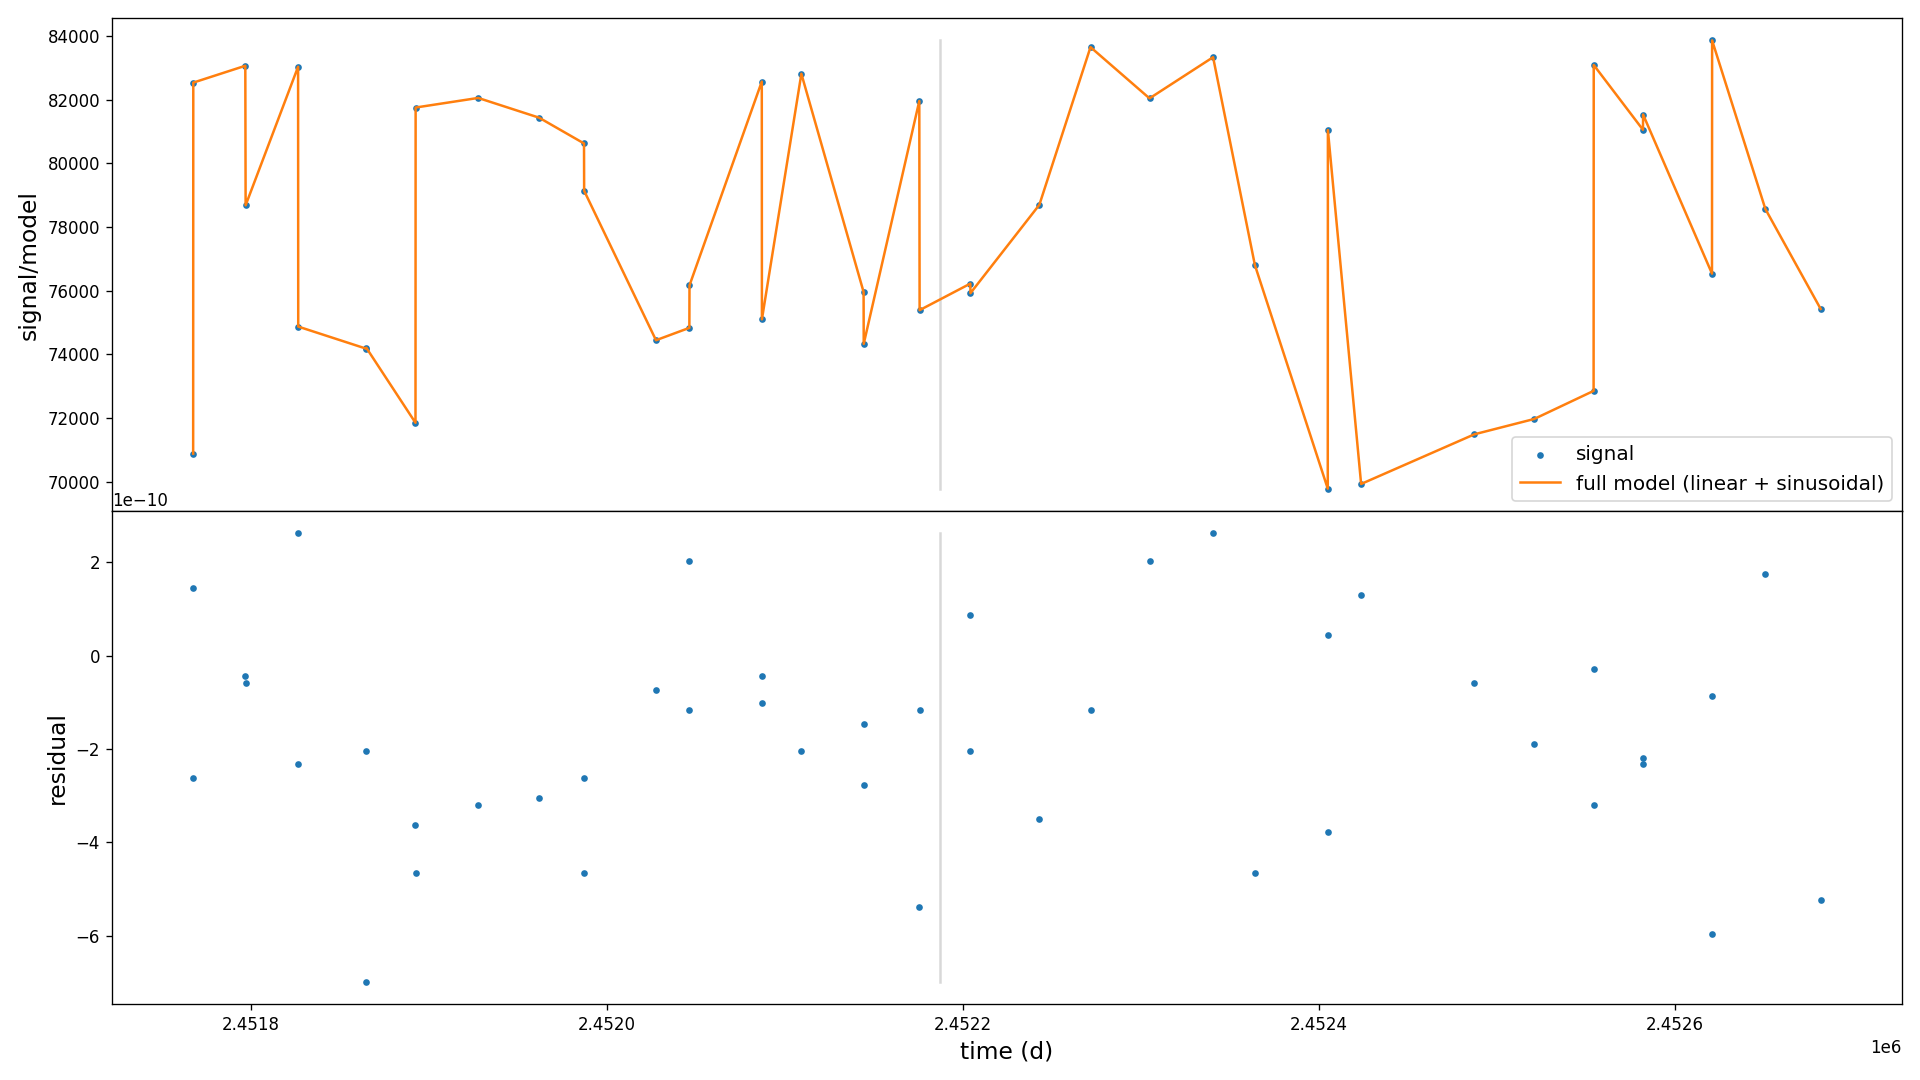 84000
82000
80000
78000
76000
74000
72000
70000
signal/model
signal
full model (linear + sinusoidal)
1e−10
2
0
−2
−4
−6
residual
2.4518
2.4520
2.4522
2.4524
2.4526
time (d)
1e6